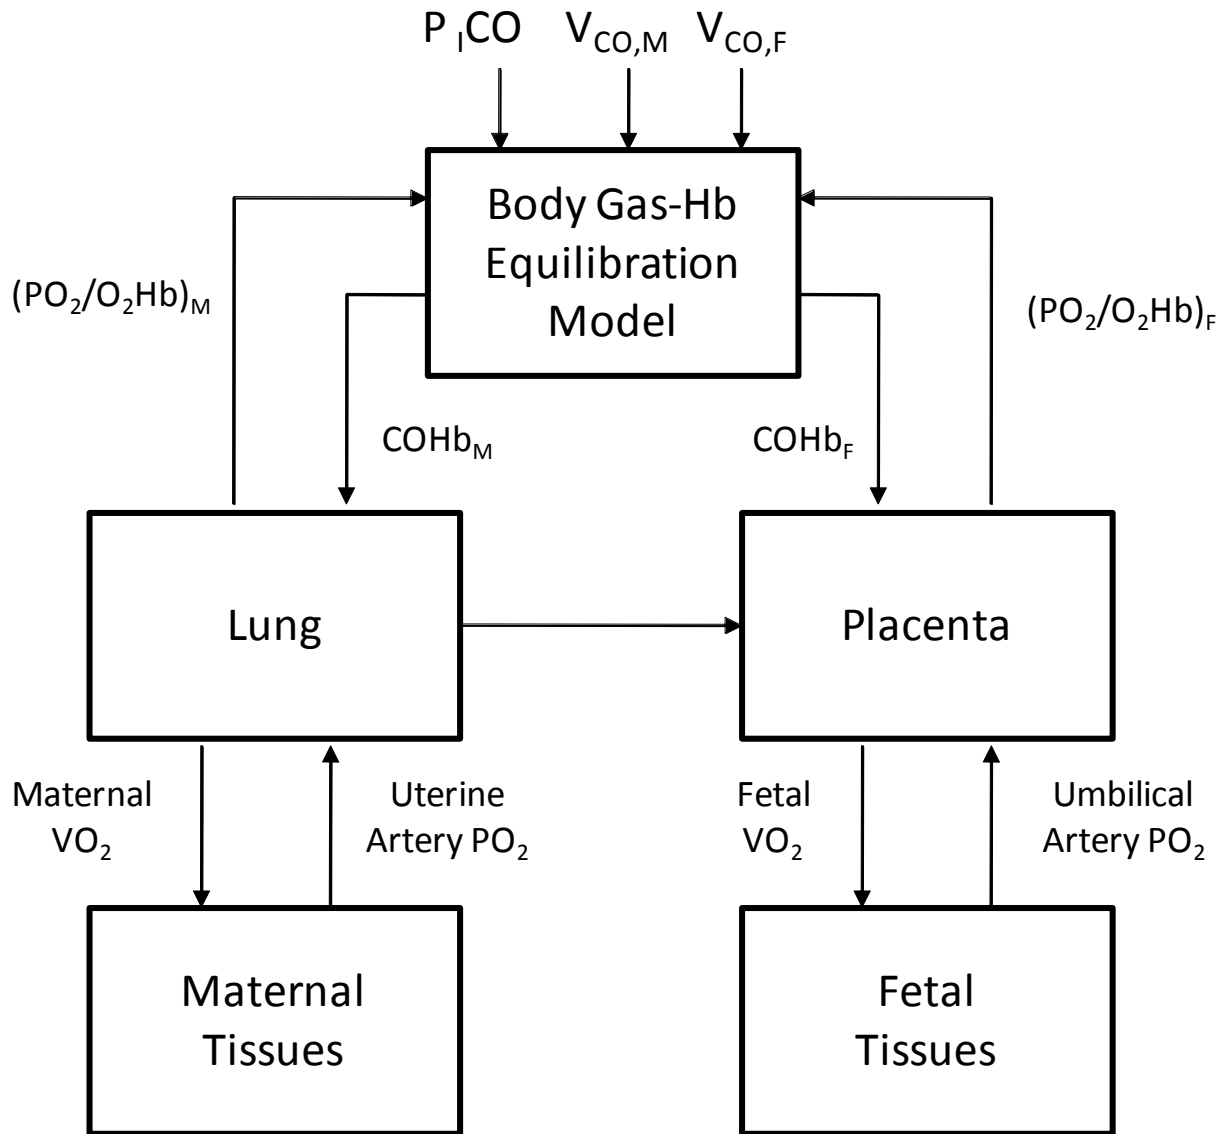 P ICO VCO,M VCO,F
Body Gas-Hb
Equilibration
Model
(PO2/O2Hb)M
(PO2/O2Hb)F
COHbM
COHbF
Lung
Placenta
Maternal
VO2
Uterine
Artery PO2
Fetal
VO2
Umbilical
Artery PO2
Maternal
Tissues
Fetal
Tissues